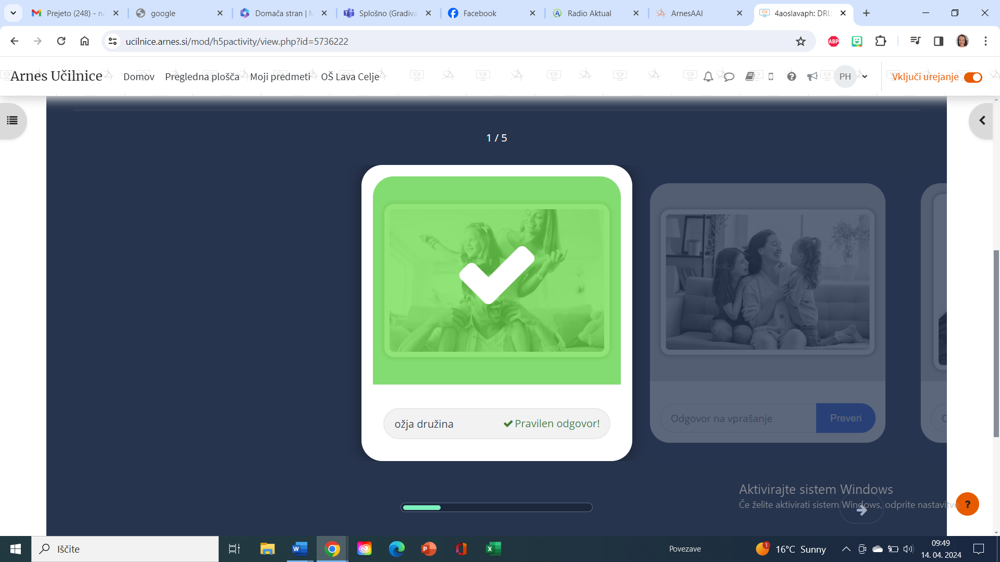 Prejeto (248) - na
google
Domača stran | M
Splošno (Gradiva
Facebook
Radio Aktual
ArnesAAI
4aoslavaph: DRU
ucilnice.arnes.si/mod/h5pactivity/view.php?id=5736222
ABP
Arnes Učilnice
Domov
Pregledna plošča
Moji predmeti
OŠ Lava Celje
PH
Vključi urejanje
1 / 5
ožja družina
Pravilen odgovor!
Odgovor na vprašanje
Preveri
Aktivirajte sistem Windows
Če želite aktivirati sistem Windows, odprite nastavitve.
Iščite
Povezave
1
16°C Sunny
09:49
14. 04. 2024